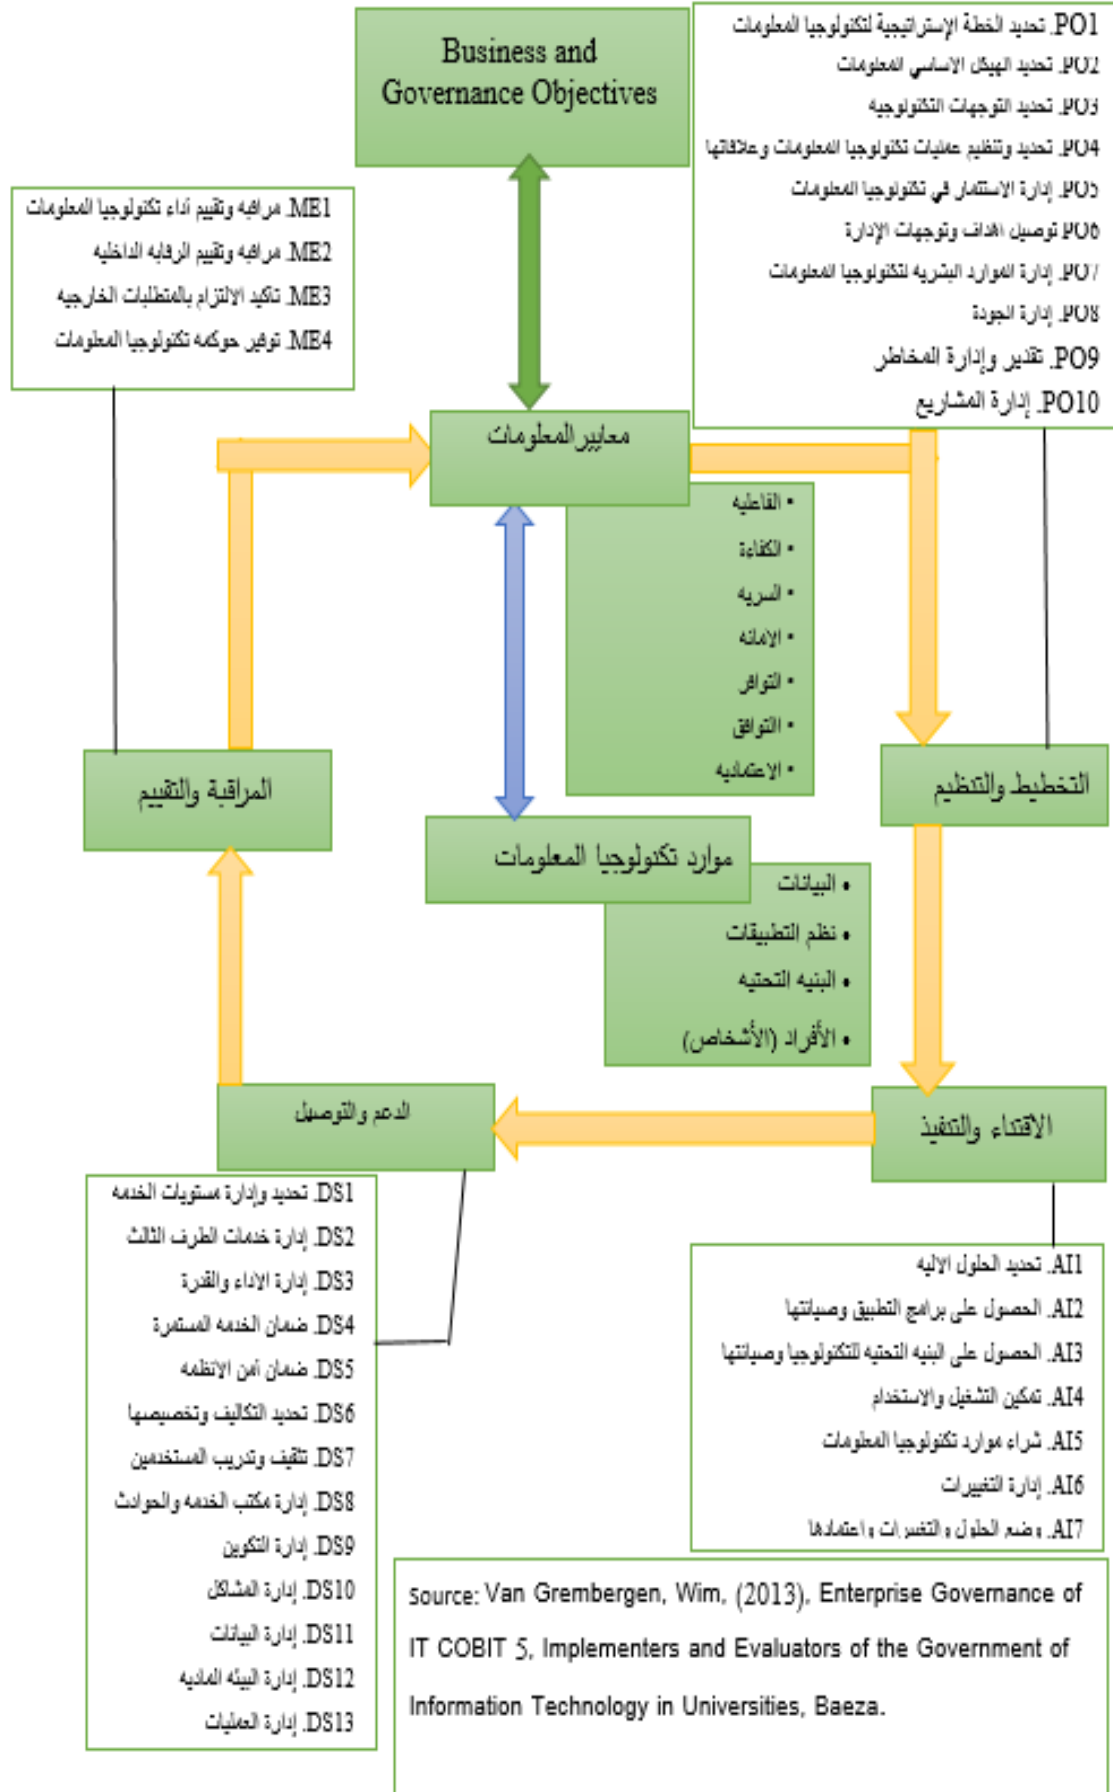 Business and
Governance Objectives
PO1. تحديد الخطة الإستراتيجية لتكنولوجيا المعلومات
PO2. تحديد الهيكل الاساسي المعلومات
PO3. تحديد التوجهات التكنولوجيه
PO4. تحديد وتنظيم عمليات تكنولوجيا المعلومات وعلاقاتها
PO5. إدارة الاستثمار في تكنولوجيا المعلومات
PO6. توصيل اهداف وتوجهات الإدارة
PO7. إدارة الموارد البشريه لتكنولوجيا المعلومات
PO8. إدارة الجودة
PO9. تقدير وإدارة المخاطر
PO10. إدارة المشاريع
ME1. مراقبه وتقييم أداء تكنولوجيا المعلومات
ME2. مراقبه وتقييم الرقابه الداخليه
ME3. تاكيد الالتزام بالمتطلبات الخارجيه
ME4. توفير حوكمه تكنولوجيا المعلومات
معايير المعلومات
• الفاعليه
• الكفاءة
• السريه
• الامانه
• التوافر
• التوافق
• الاعتماديه
المراقبة والتقييم
التخطيط والتنظيم
موارد تكنولوجيا المعلومات
• البيانات
• نظم التطبيقات
• البنيه التحتيه
• الأفراد (الأشخاص)
الدعم والتوصيل
الاقتناء والتنفيذ
DS1. تحديد وإدارة مستويات الخدمه
DS2. إدارة خدمات الطرف الثالث
DS3. إدارة الاداء والقدرة
DS4. ضمان الخدمه المستمرة
DS5. ضمان أمن الانظمه
DS6. تحديد التكاليف وتخصيصها
DS7. تثقيف وتدريب المستخدمين
DS8. إدارة مكتب الخدمه والحوادث
DS9. إدارة التكوين
DS10. إدارة المشاكل
DS11. إدارة البيانات
DS12. إدارة البيئه الماديه
DS13. إدارة العمليات
AI1. تحديد الحلول الاليه
AI2. الحصول على برامج التطبيق وصيانتها
AI3. الحصول على البنيه التحتيه للتكنولوجيا وصيانتها
AI4. تمكين التشغيل والاستخدام
AI5. شراء موارد تكنولوجيا المعلومات
AI6. إدارة التغييرات
AI7. وضع الحلول والتغييرات واعتمادها
Source: Van Grembergen, Wim, (2013), Enterprise Governance of
IT COBIT 5, Implementers and Evaluators of the Government of
Information Technology in Universities, Baeza.